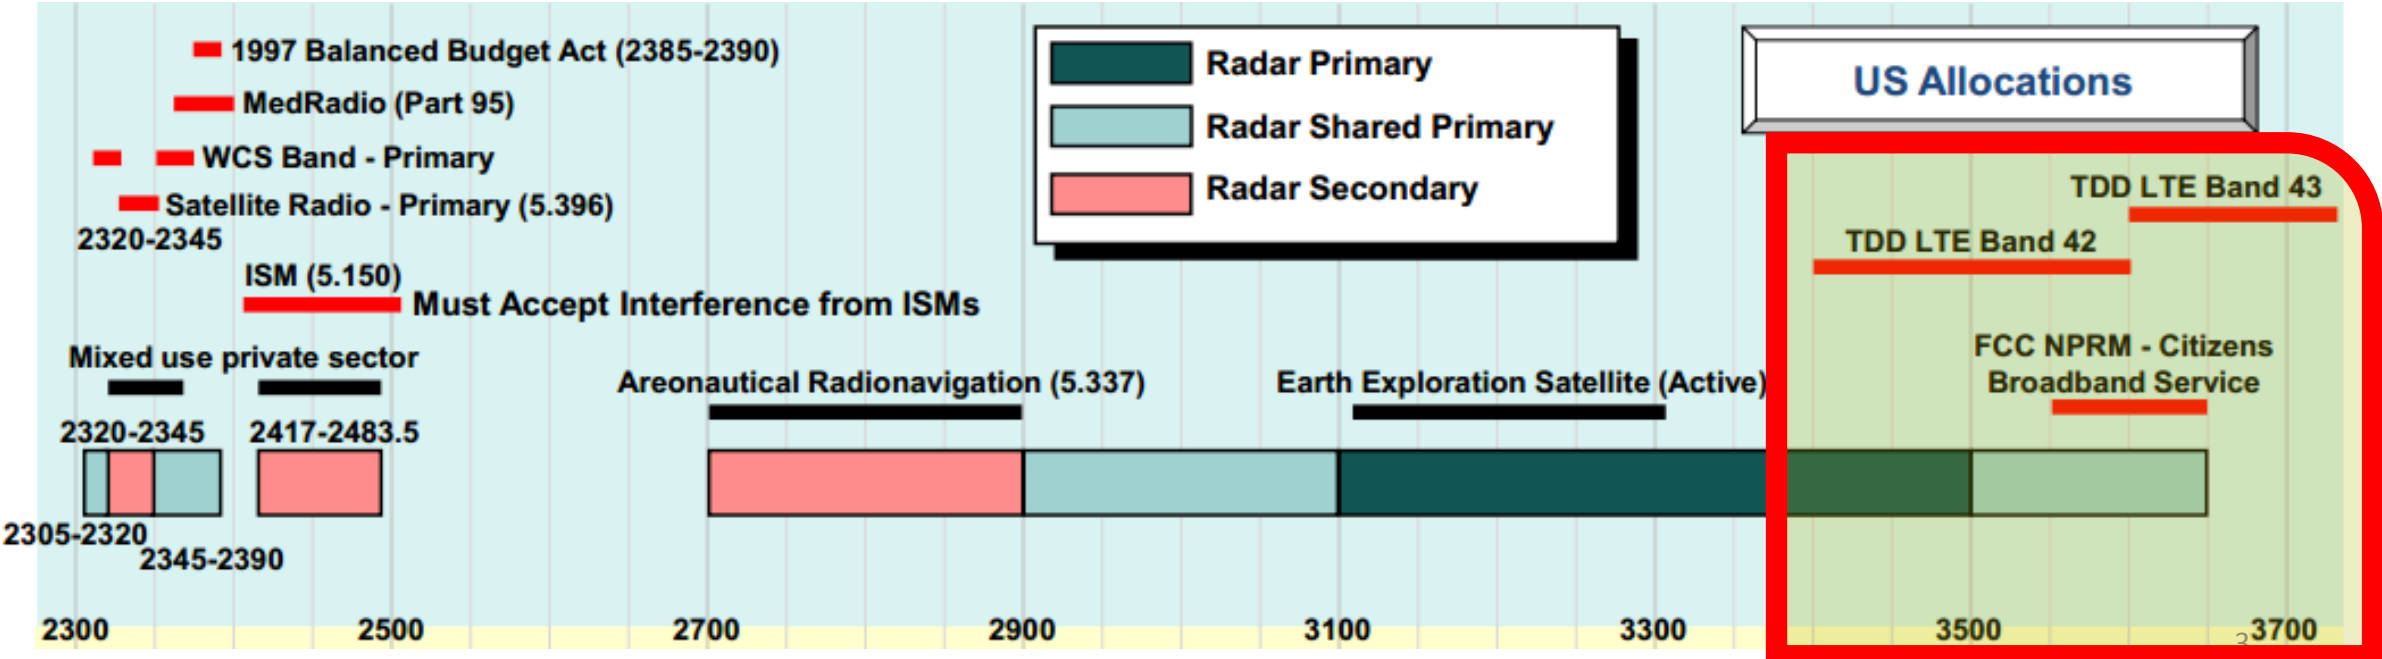 1997 Balanced Budget Act (2385-2390)
MedRadio (Part 95)
WCS Band - Primary
Satellite Radio - Primary (5.396)
2320-2345
ISM (5.150)
Must Accept Interference from ISMs
Mixed use private sector
2320-2345
2417-2483.5
2305-2320
2345-2390
Areonautical Radionavigation (5.337)
Earth Exploration Satellite (Active)
Radar Primary
Radar Shared Primary
Radar Secondary
US Allocations
TDD LTE Band 43
TDD LTE Band 42
FCC NPRM - Citizens
Broadband Service
2300
2500
2700
2900
3100
3300
3500
3
3700